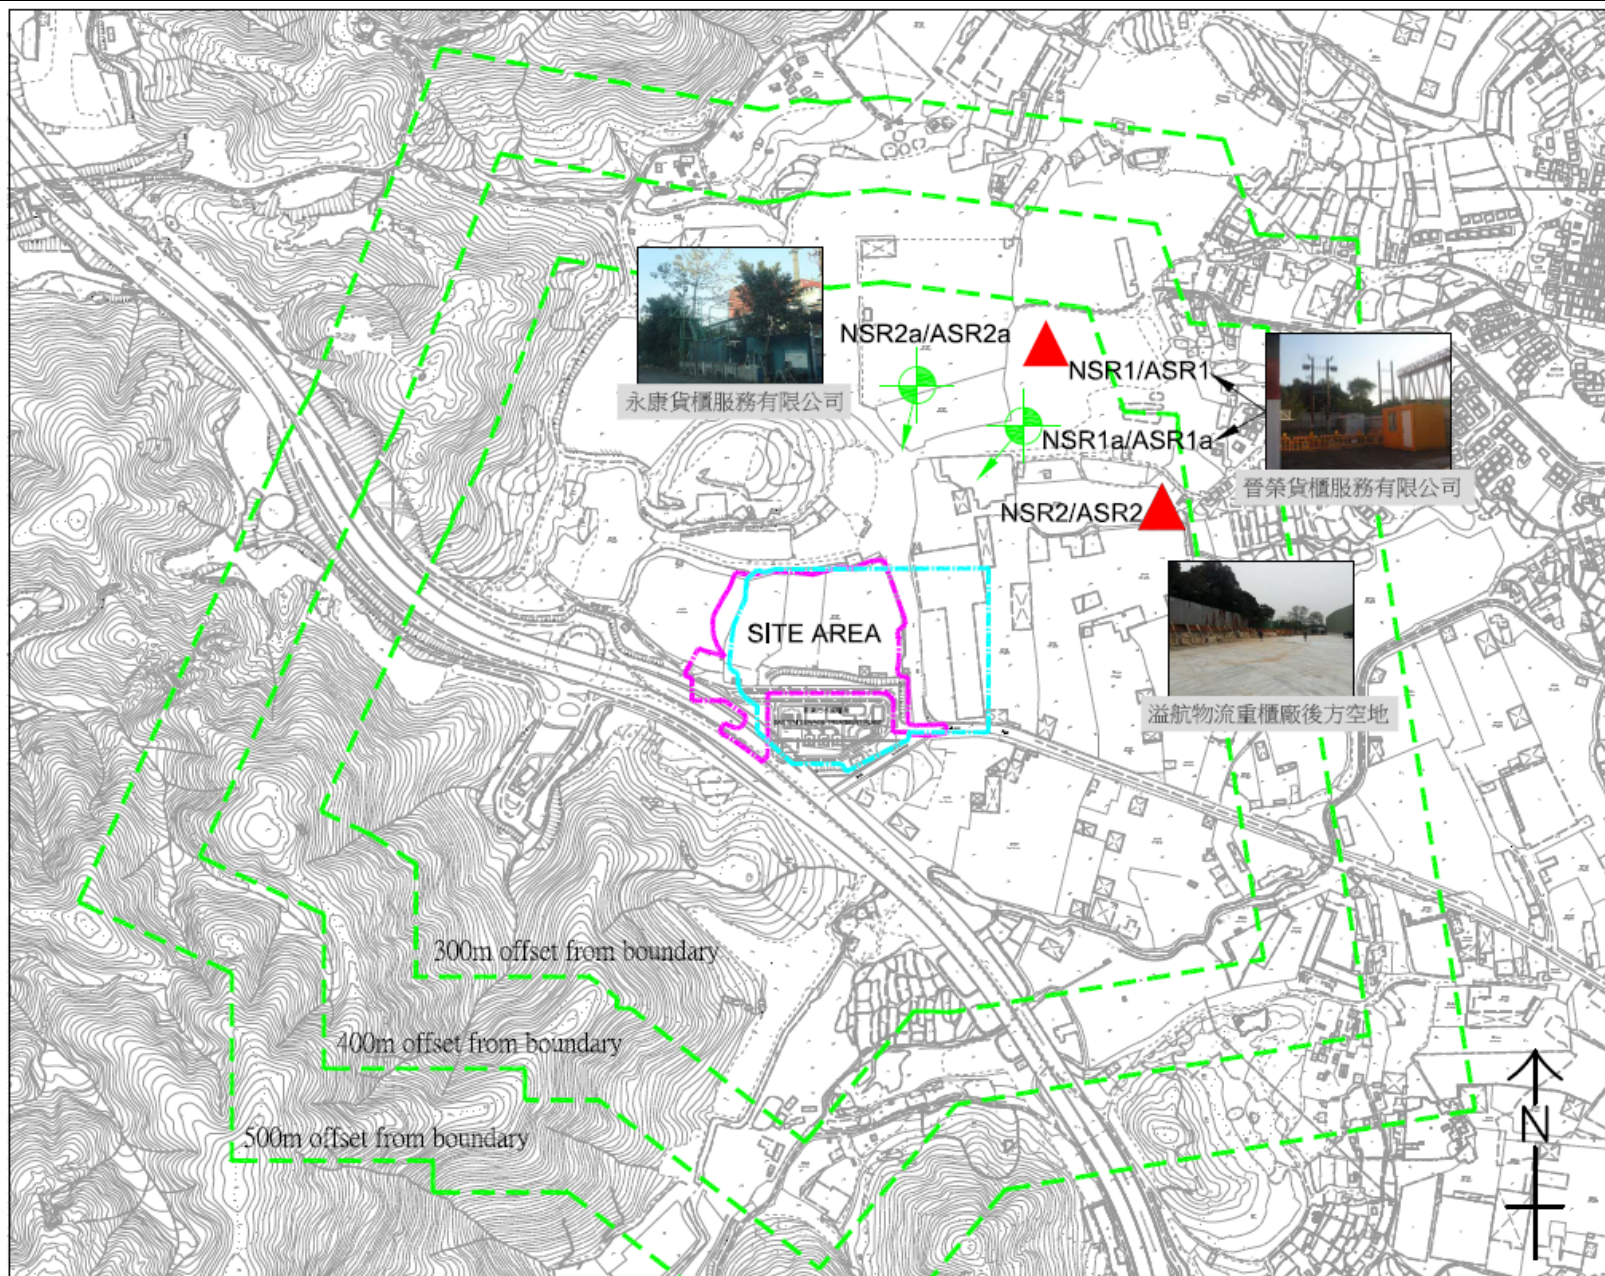 NSR2a/ASR2a
NSR1/ASR1
永康貨櫃服務有限公司
NSR1a/ASR1a
晉榮貨櫃服務有限公司
NSR2/ASR2
SITE AREA
溢航物流重櫃廠後方空地
300m offset from boundary
400m offset from boundary
500m offset from boundary
N